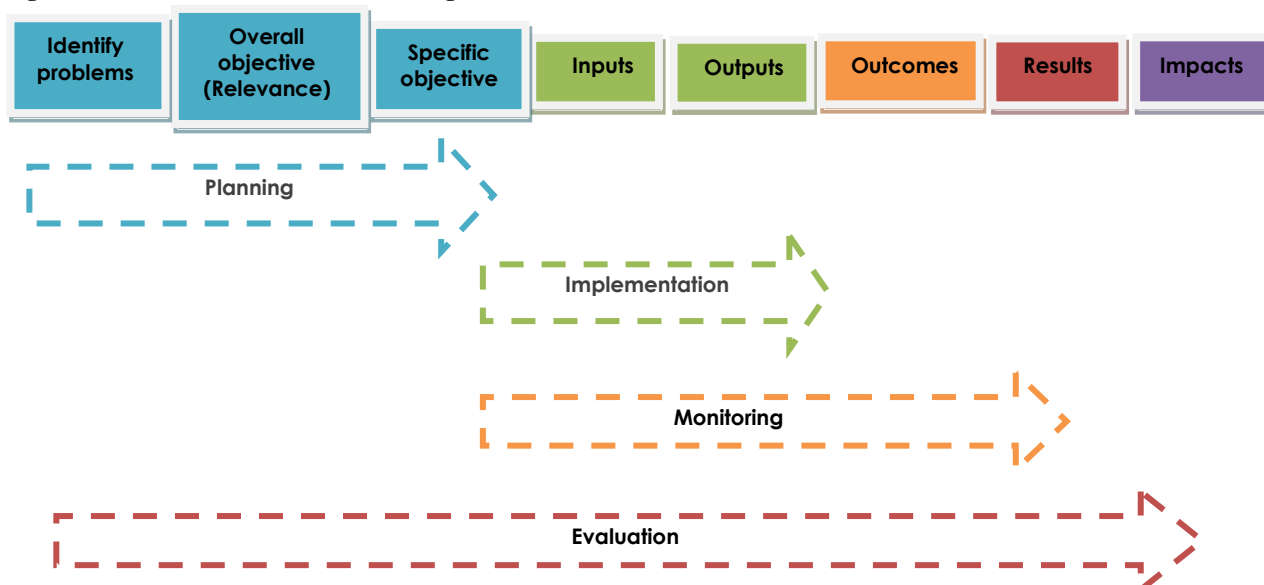 Identify
problems
Overall
objective
(Relevance)
Specific
objective
Inputs
Outputs
Outcomes
Results
Impacts
Planning
Implementation
Monitoring
Evaluation